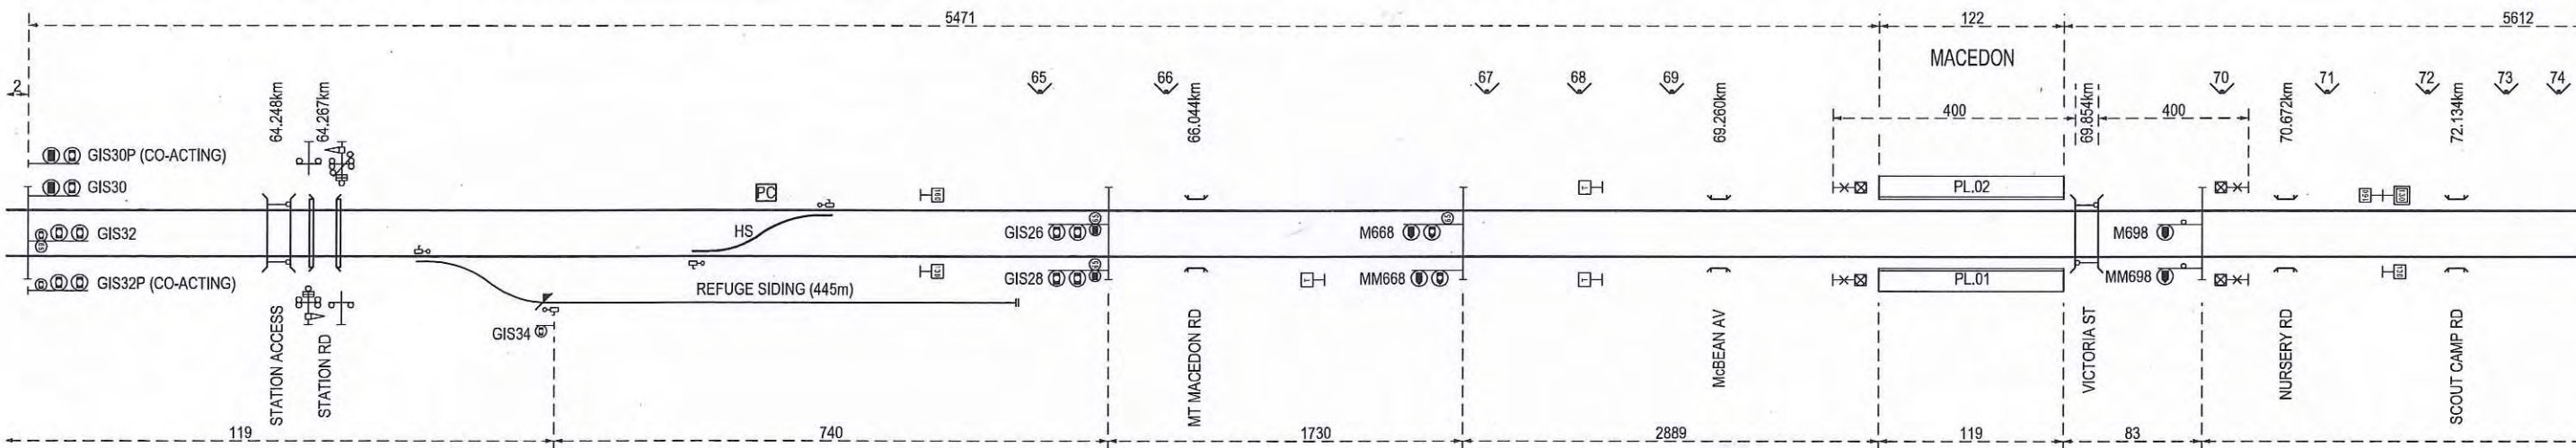 5471
122
5612
MACEDON
2
65
66
67
68
69
70
71
72
73
74
64.248km
64.267km
66.044km
69.260km
400
69.854km
400
70.672km
72.134km
GIS30P (CO-ACTING)
GIS30
PC
PL.02
GIS32
HS
GIS26
65
M668
65
M698
GIS32P (CO-ACTING)
REFUGE SIDING (445m)
GIS28
65
T
T
T
MM668
PL.01
MM698
GIS34
STATION ACCESS
STATION RD
MT MACEDON RD
McBEAN AV
VICTORIA ST
NURSERY RD
SCOUT CAMP RD
119
740
1730
2889
119
83